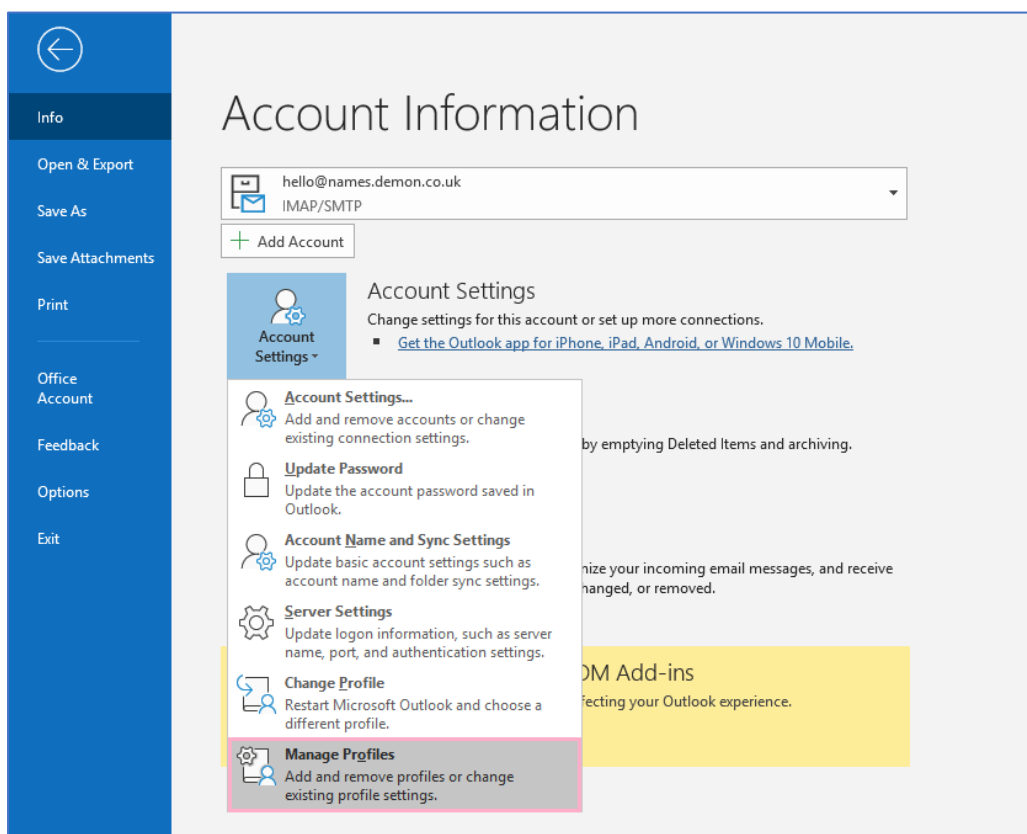 Info
Open & Export
Save As
Save Attachments
Print
Office
Account
Feedback
Options
Exit
Account Information
hello@names.demon.co.uk
IMAP/SMTP
Add Account
Account
Settings
Account Settings
Change settings for this account or set up more connections.
Get the Outlook app for iPhone, iPad, Android, or Windows 10 Mobile.
Account Settings...
Add and remove accounts or change
existing connection settings.
Update Password
Update the account password saved in
Outlook.
Account Name and Sync Settings
Update basic account settings such as
account name and folder sync settings.
Server Settings
Update logon information, such as server
name, port, and authentication settings.
Change Profile
Restart Microsoft Outlook and choose a
different profile.
Manage Profiles
Add and remove profiles or change
existing profile settings.
by emptying Deleted Items and archiving.
your incoming email messages, and receive
or removed.
Add-ins
your Outlook experience.